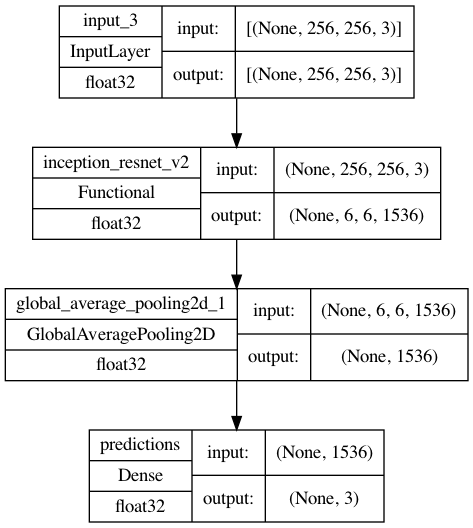 input_3
InputLayer
float32
input:
[(None, 256, 256, 3)]
output:
[(None, 256, 256, 3)]
inception_resnet_v2
Functional
float32
input:
(None, 256, 256, 3)
output:
(None, 6, 6, 1536)
global_average_pooling2d_1
GlobalAveragePooling2D
float32
input:
(None, 6, 6, 1536)
output:
(None, 1536)
predictions
Dense
float32
input:
(None, 1536)
output:
(None, 3)